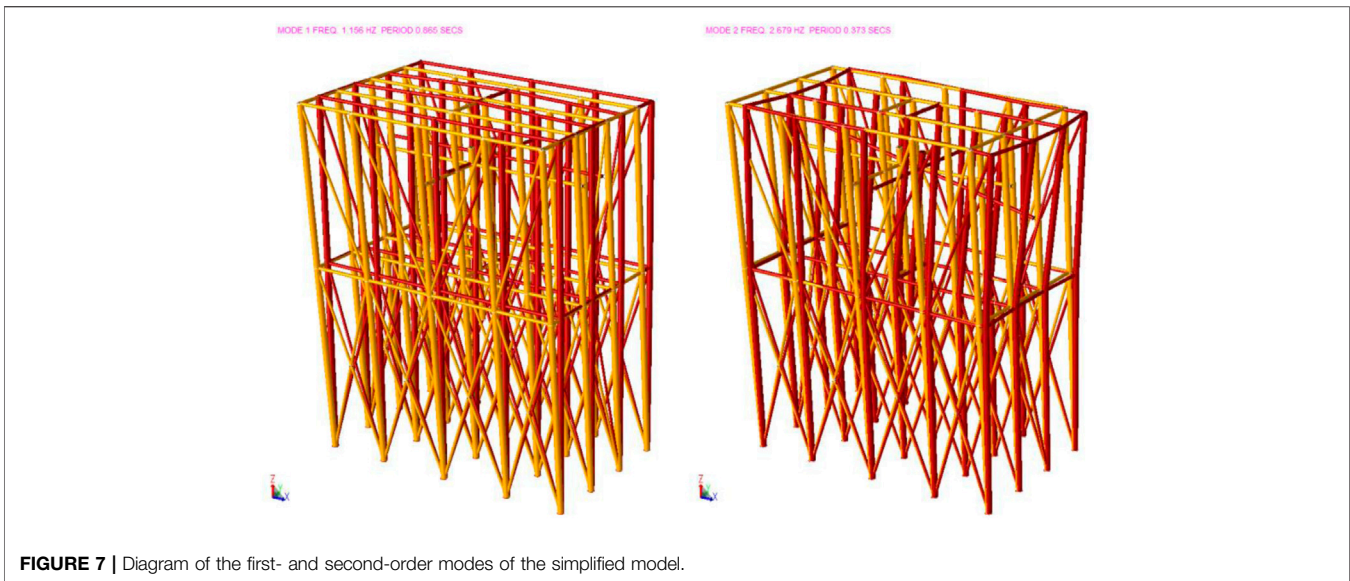 MODE 1 FREQ. 1.156 HZ PERIOD 0.865 SECS
MODE 2 FREQ. 2.679 HZ PERIOD 0.373 SECS
Z
Y
X
Z
Y
X
FIGURE 7 | Diagram of the first- and second-order modes of the simplified model.